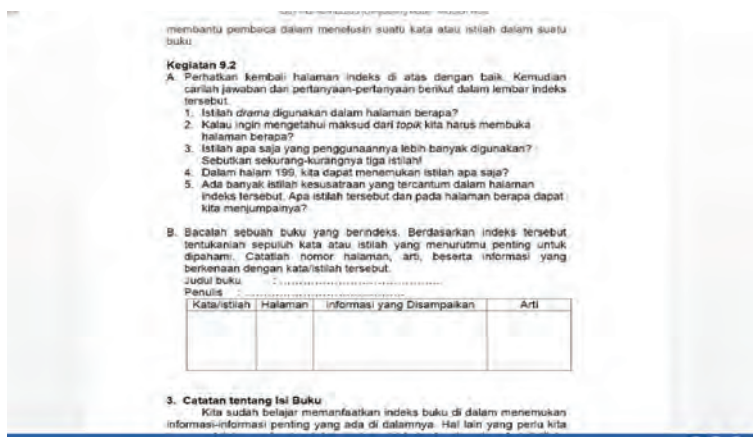 membantu pembaca dalam menelusiri suatu kata atau istilah dalam suatu
buku
Kegiatan 9.2
A. Perhatikan kembali halaman indeks di atas dengan baik. Kemudian
carilah jawaban dari pertanyaan-pertanyaan berikut dalam lembar indeks
tersebut.
1. Istilah drama digunakan dalam halaman berapa?
2. Kalau ingin mengetahui maksud dari topik kita harus membuka
halaman berapa?
3. Istilah apa saja yang penggunaannya lebih banyak digunakan?
Sebutkan sekurang-kurangnya tiga istilah!
4. Dalam halam 199, kita dapat menemukan istilah apa saja?
5. Ada banyak istilah kesusatraan yang tercantum dalam halaman
indeks tersebut. Apa istilah tersebut dan pada halaman berapa dapat
kita menjumpainya?
B. Bacalah sebuah buku yang berindeks. Berdasarkan indeks tersebut
tentukanlah sepuluh kata atau istilah yang menurutmu penting untuk
dipahami. Catatlah nomor halaman, arti, beserta informasi yang
berkenaan dengan kata/istilah tersebut.
Judul buku : ..........................................
Penulis : ..........................................
Kata/istilah Halaman Informasi yang Disampaikan Arti
3. Catatan tentang Isi Buku
Kita sudah belajar memanfaatkan indeks buku di dalam menemukan
informasi-informasi penting yang ada di dalamnya. Hal lain yang perlu kita